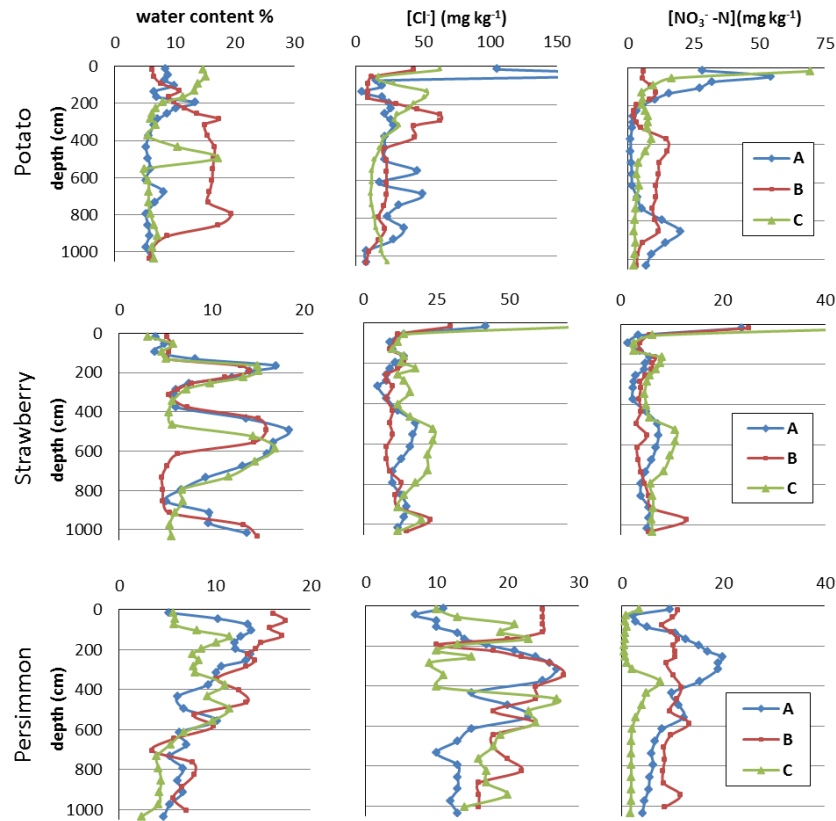 water content %
[Cl⁻] (mg kg⁻¹)
[NO₃⁻ -N](mg kg⁻¹)
0 10 20 30
0 50 100 150
0 25 50 75
Potato
depth (cm)
0
200
400
600
800
1000
A
B
C
0 10 20
0 25 50
0 20 40
Strawberry
depth (cm)
0
200
400
600
800
1000
A
B
C
0 10 20
0 10 20 30
0 20 40
Persimmon
depth (cm)
0
200
400
600
800
1000
A
B
C